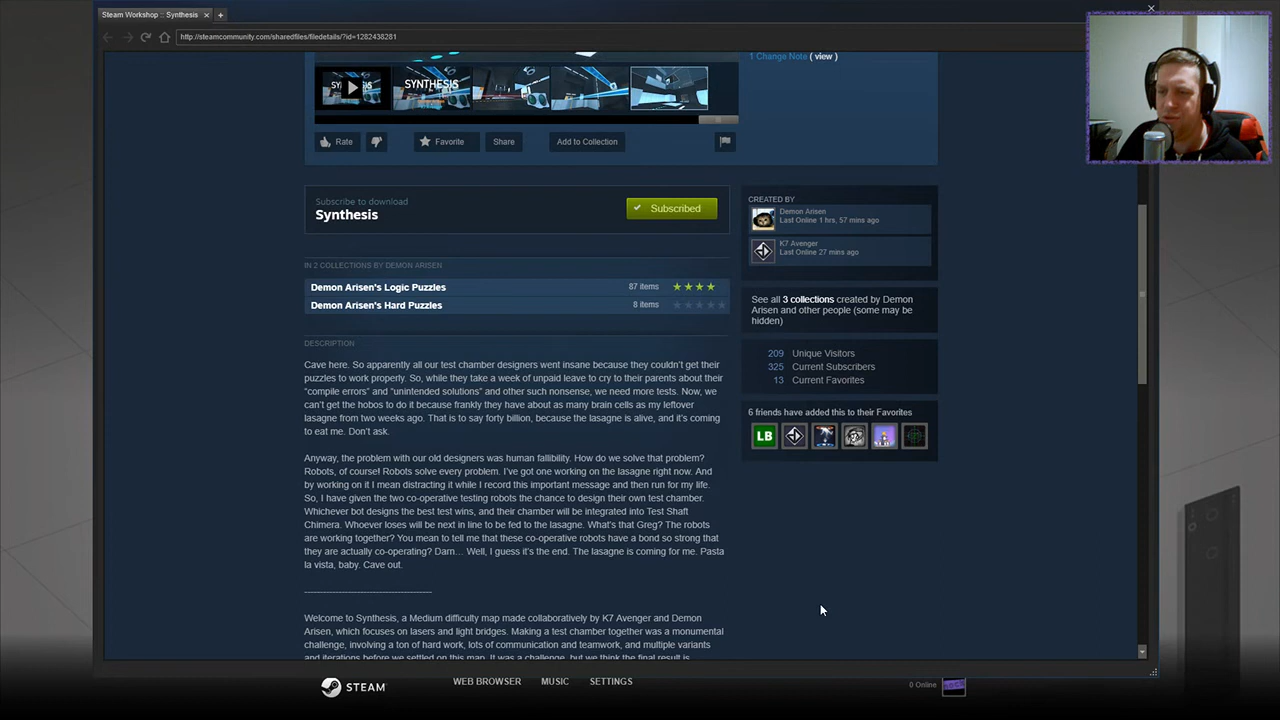 Steam Workshop :: Synthesis × +
http://steamcommunity.com/sharedfiles/filedetails/?id=1282438281
1 Change Note ( view )
SYNTHESIS
Rate
Favorite
Share
Add to Collection
Subscribe to download
Synthesis
Subscribed
IN 2 COLLECTIONS BY DEMON ARISEN
Demon Arisen's Logic Puzzles 87 items
Demon Arisen's Hard Puzzles 8 items
DESCRIPTION
Cave here. So apparently all our test chamber designers went insane because they couldn't get their
puzzles to work properly. So, while they take a week of unpaid leave to cry to their parents about their
“compile errors” and “unintended solutions” and other such nonsense, we need more tests. Now, we
can't get the hobos to do it because frankly they have about as many brain cells as my leftover
lasagne from two weeks ago. That is to say forty billion, because the lasagne is alive, and it's coming
to eat me. Don't ask.
Anyway, the problem with our old designers was human fallibility. How do we solve that problem?
Robots, of course! Robots solve every problem. I've got one working on the lasagne right now. And
by working on it I mean distracting it while I record this important message and then run for my life.
So, I have given the two co-operative testing robots the chance to design their own test chamber.
Whichever bot designs the best test wins, and their chamber will be integrated into Test Shaft
Chimera. Whoever loses will be next in line to be fed to the lasagne. What's that Greg? The robots
are working together? You mean to tell me that these co-operative robots have a bond so strong that
they are actually co-operating? Darn… Well, I guess it's the end. The lasagne is coming for me. Pasta
la vista, baby. Cave out.
----------------------------------------
Welcome to Synthesis, a Medium difficulty map made collaboratively by K7 Avenger and Demon
Arisen, which focuses on lasers and light bridges. Making a test chamber together was a monumental
challenge, involving a ton of hard work, lots of communication and teamwork, and multiple variants
and iterations before we settled on this map. It was a challenge, but we think the final result is
CREATED BY
Demon Arisen
Last Online 1 hrs, 57 mins ago
K7 Avenger
Last Online 27 mins ago
See all 3 collections created by Demon
Arisen and other people (some may be
hidden)
209 Unique Visitors
325 Current Subscribers
13 Current Favorites
6 friends have added this to their Favorites
LB
STEAM
WEB BROWSER
MUSIC
SETTINGS
0 Online